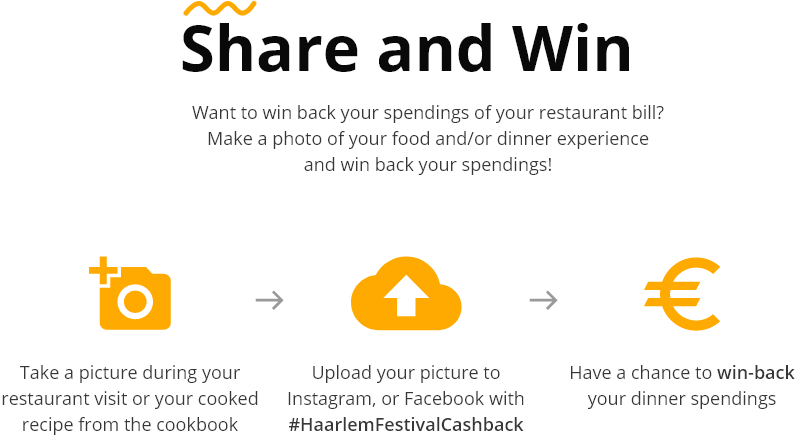 Share and Win
Want to win back your spendings of your restaurant bill?
Make a photo of your food and/or dinner experience
and win back your spendings!
Take a picture during your
restaurant visit or your cooked
recipe from the cookbook
Upload your picture to
Instagram, or Facebook with
#HaarlemFestivalCashback
Have a chance to win-back
your dinner spendings